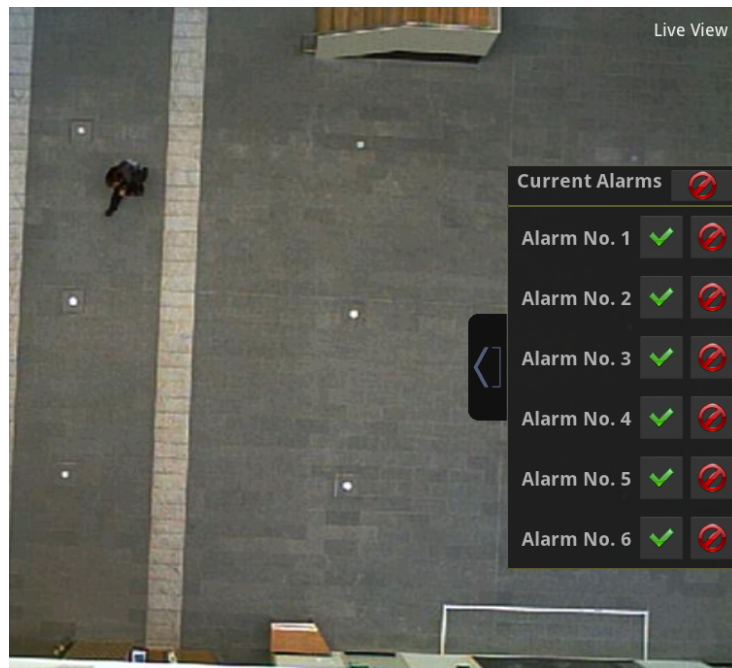 Live View
Current Alarms
Alarm No. 1
Alarm No. 2
Alarm No. 3
Alarm No. 4
Alarm No. 5
Alarm No. 6